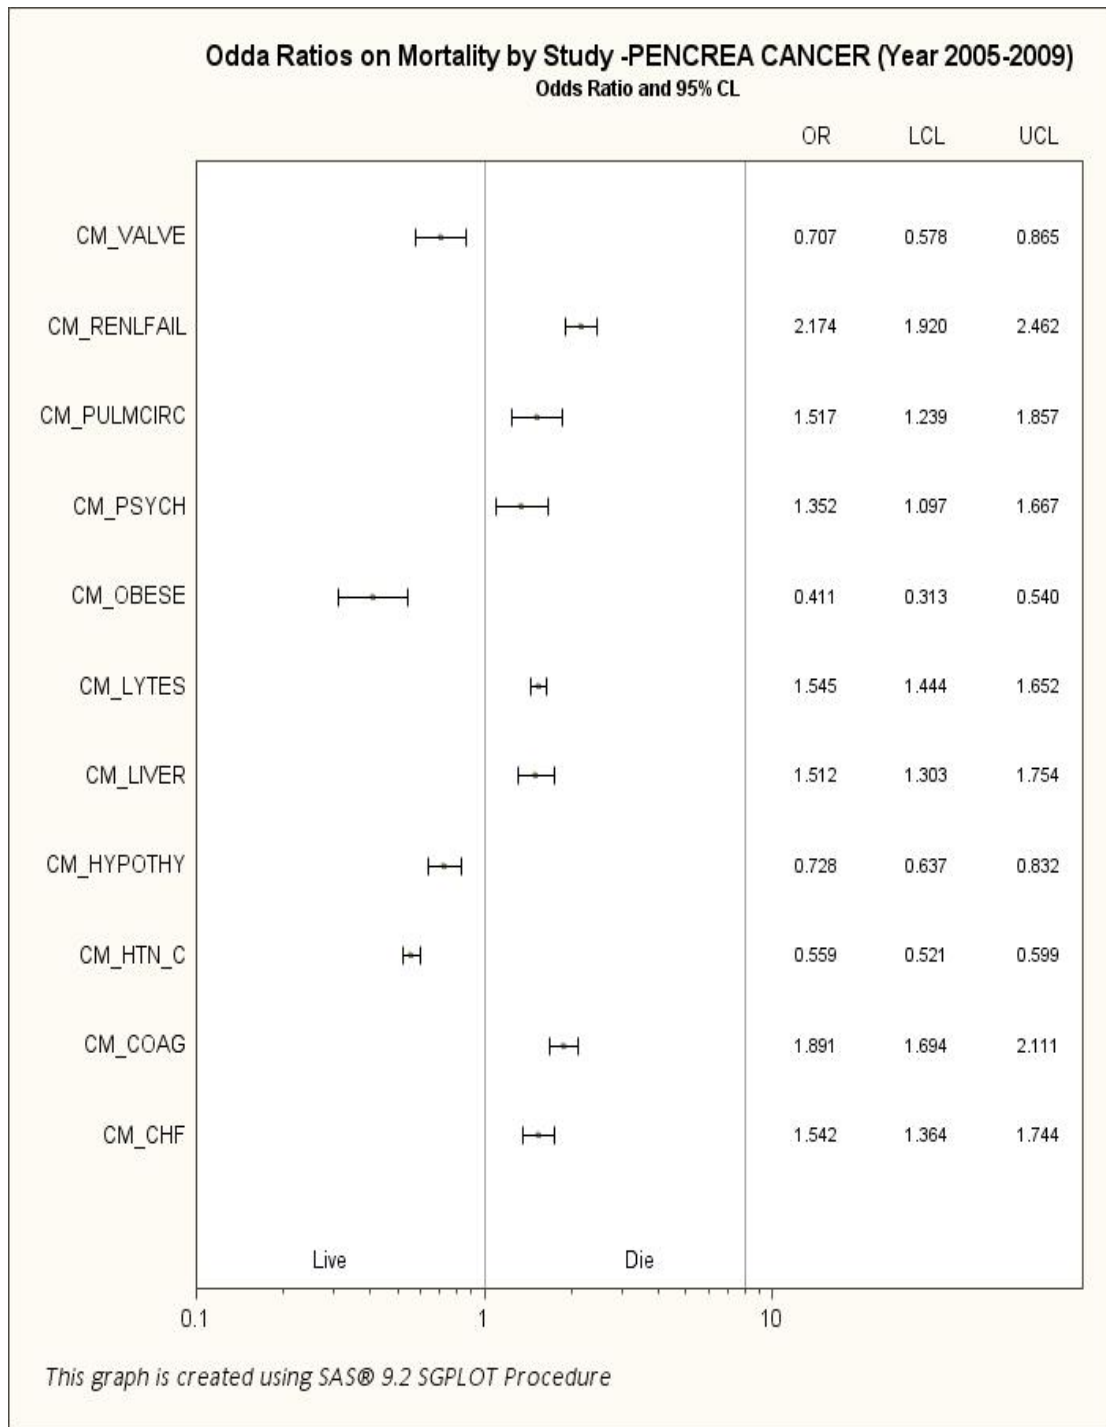 Odda Ratios on Mortality by Study -PENCREA CANCER (Year 2005-2009)
Odds Ratio and 95% CL
OR LCL UCL
CM_VALVE 0.707 0.578 0.865
CM_RENLFAIL 2.174 1.920 2.462
CM_PULMCIRC 1.517 1.239 1.857
CM_PSYCH 1.352 1.097 1.667
CM_OBESE 0.411 0.313 0.540
CM_LYTES 1.545 1.444 1.652
CM_LIVER 1.512 1.303 1.754
CM_HYPOTHY 0.728 0.637 0.832
CM_HTN_C 0.559 0.521 0.599
CM_COAG 1.891 1.694 2.111
CM_CHF 1.542 1.364 1.744
Live Die
0.1 1 10
This graph is created using SAS® 9.2 SGPLOT Procedure